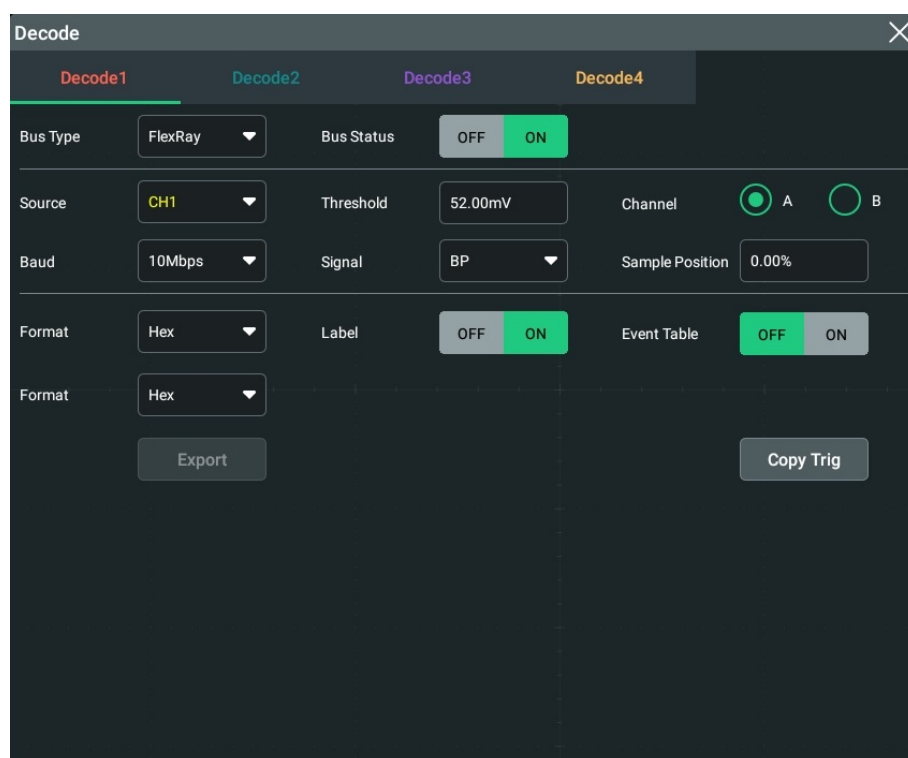 Decode
Decode1 Decode2 Decode3 Decode4
Bus Type FlexRay Bus Status OFF ON
Source CH1 Threshold 52.00mV Channel A B
Baud 10Mbps Signal BP Sample Position 0.00%
Format Hex Label OFF ON Event Table OFF ON
Format Hex
Export Copy Trig